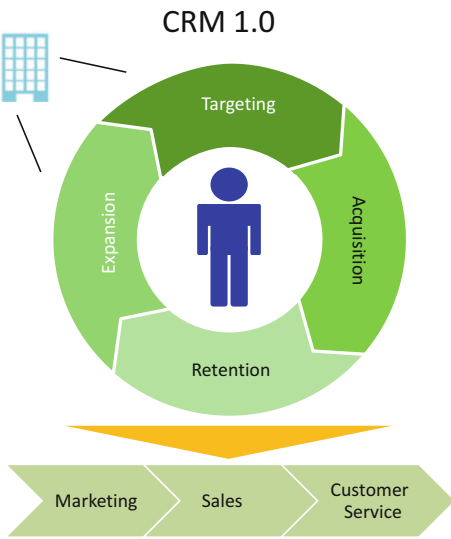 CRM 1.0
Targeting
Acquisition
Expansion
Retention
Marketing
Sales
Customer
Service